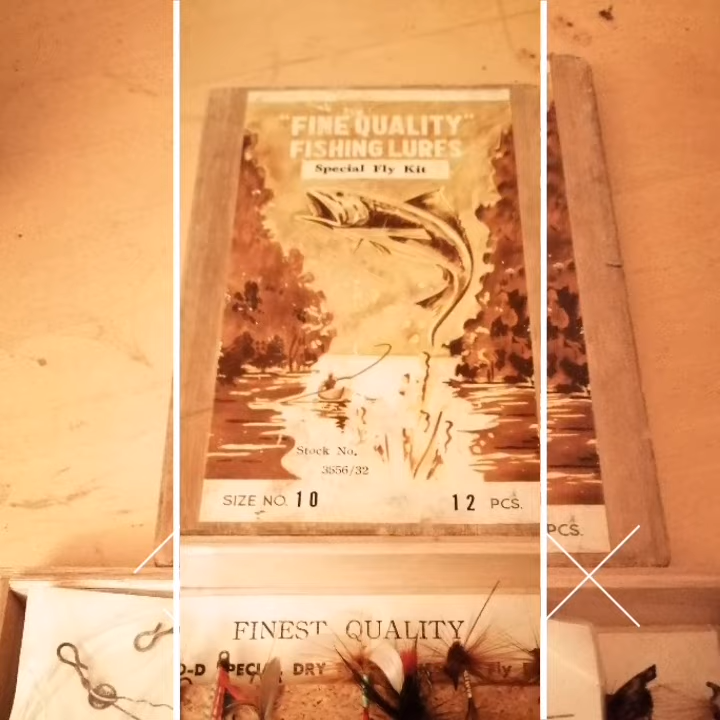 "FINE QUALITY"
FISHING LURES
Special Fly Kit
Stock No.
3556/32
SIZE NO. 10 12 PCS.
PCS.
FINEST QUALITY
DRY